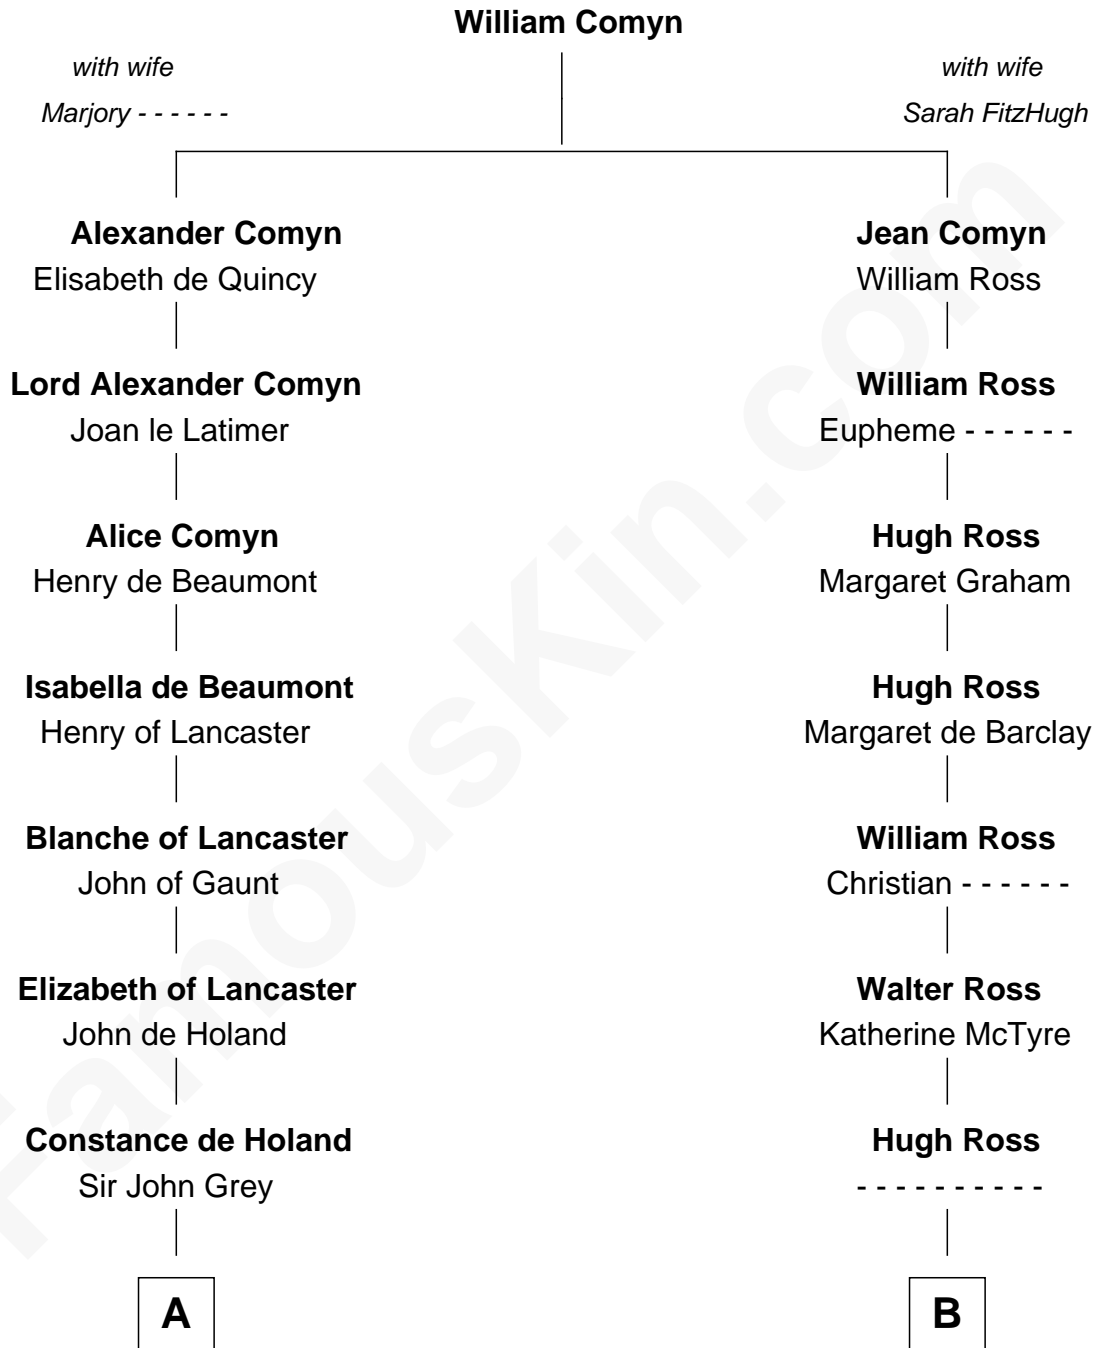 William Comyn
with wife
Marjory - - - - - -
with wife
Sarah FitzHugh
Alexander Comyn
Elisabeth de Quincy
Jean Comyn
William Ross
Lord Alexander Comyn
Joan le Latimer
William Ross
Eupheme - - - - - -
Alice Comyn
Henry de Beaumont
Hugh Ross
Margaret Graham
Isabella de Beaumont
Henry of Lancaster
Hugh Ross
Margaret de Barclay
Blanche of Lancaster
John of Gaunt
William Ross
Christian - - - - - -
Elizabeth of Lancaster
John de Holand
Walter Ross
Katherine McTyre
Constance de Holand
Sir John Grey
Hugh Ross
- - - - - - - - - -
A
B
FamousKin.com